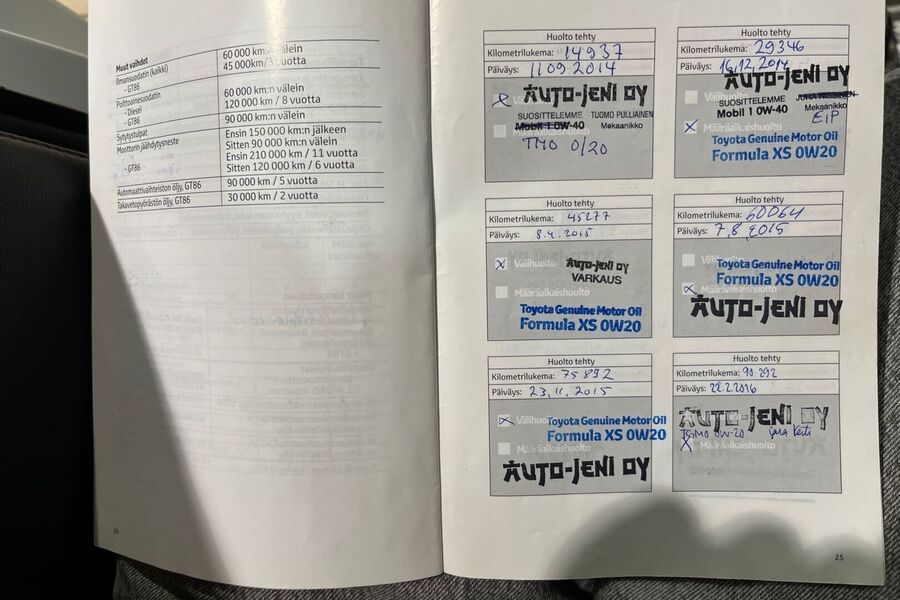 Muut vaihdot
60 000 km:n välein
Ilmansuodatin (kaikki)
45 000km/3 vuotta
- GT86
Polttoainesuodatin
- Diesel
60 000 km:n välein
- GT86
120 000 km / 8 vuotta
Sytytystulpat
90 000 km:n välein
Moottorin jäähdytysneste
Ensin 150 000 km:n jälkeen
Sitten 90 000 km:n välein
- GT86
Ensin 210 000 km / 11 vuotta
Sitten 120 000 km / 6 vuotta
Automaattivaihteiston öljy, GT86
90 000 km / 5 vuotta
Takavetopyörästön öljy, GT86
30 000 km / 2 vuotta
24
Huolto tehty
Kilometrilukema: 14937
Päiväys: 11 09 2014
AUTO-JENI OY
SUOSITTELEMME TUOMO PULLIAINEN
Mobil 1 0W-40 Mekaanikko
TMO 0/20
Huolto tehty
Kilometrilukema: 29346
Päiväys: 16,12,2014
AUTO-JENI OY
Välihuolto
SUOSITTELEMME
Mobil 1 0W-40 Mekaanikko
EIP
Määräaikaishuolto
Toyota Genuine Motor Oil
Formula XS 0W20
Huolto tehty
Kilometrilukema: 45277
Päiväys: 8.4.2015
Välihuolto AUTO-JENI OY
VARKAUS
Määräaikaishuolto
Toyota Genuine Motor Oil
Formula XS 0W20
Huolto tehty
Kilometrilukema: 60064
Päiväys: 7,8,2015
Toyota Genuine Motor Oil
Formula XS 0W20
AUTO-JENI OY
Huolto tehty
Kilometrilukema: 75892
Päiväys: 23.11.2015
Toyota Genuine Motor Oil
Formula XS 0W20
Määräaikaishuolto
AUTO-JENI OY
Huolto tehty
Kilometrilukema: 90 292
Päiväys: 22.2.2016
AUTO-JENI OY
0W-20
Määräaikaishuolto
25